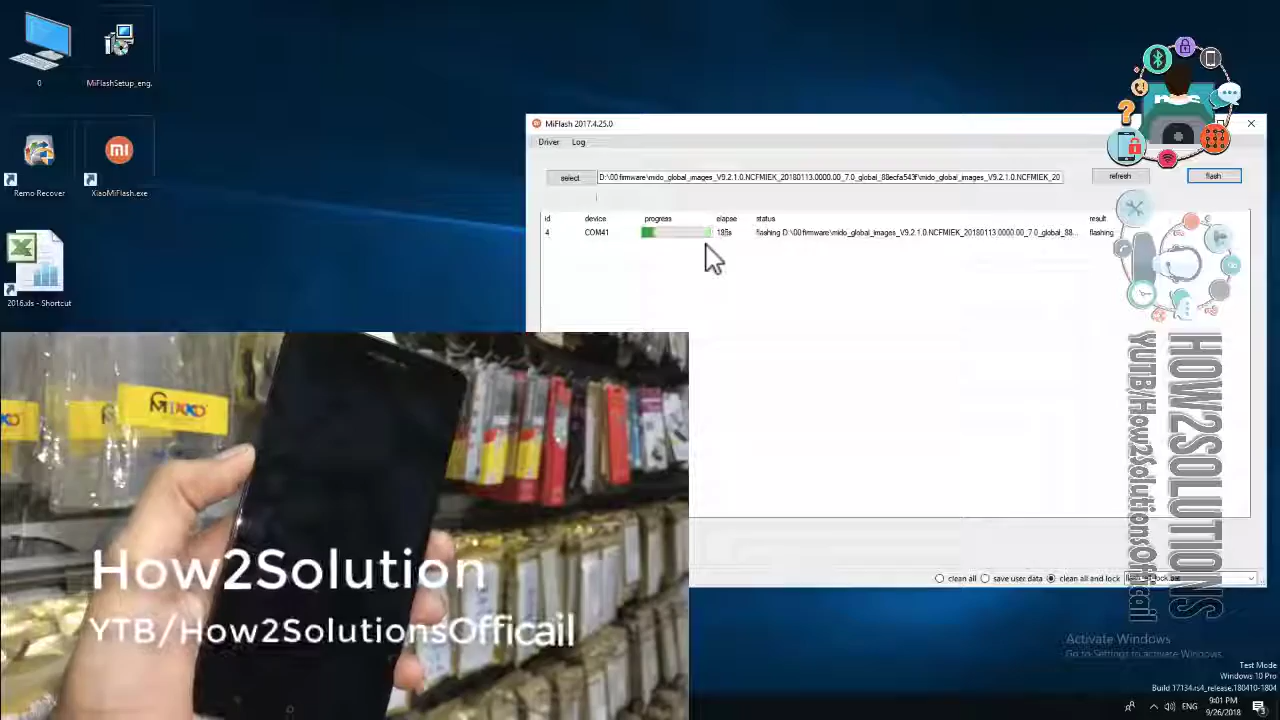 0
MiFlashSetup_eng.
Remo Recover
XiaoMiFlash.exe
2016.xls - Shortcut
MiFlash 2017.4.25.0
Driver Log
select D:\00 firmware\mido_global_images_V9.2.1.0.NCFMIEK_20180113.0000.00_7.0_global_88ecfa543f\mido_global_images_V9.2.1.0.NCFMIEK_20 refresh flash
id device progress elapse status result
4 COM41 185s flashing D:\00 firmware\mido_global_images_V9.2.1.0.NCFMIEK_20180113.0000.00_7.0_global_88... flashing
clean all save user data clean all and lock
MIXXO
How2Solutio
YTB/How2SolutionsOfficail
HOW2SOLUTIONS
YUTB/How2SolutionsOfficail
Activate Windows
Go to Settings to activate Windows.
Test Mode
Windows 10 Pro
Build 17134.rs4_release.180410-1804
ENG
9:01 PM
9/26/2018